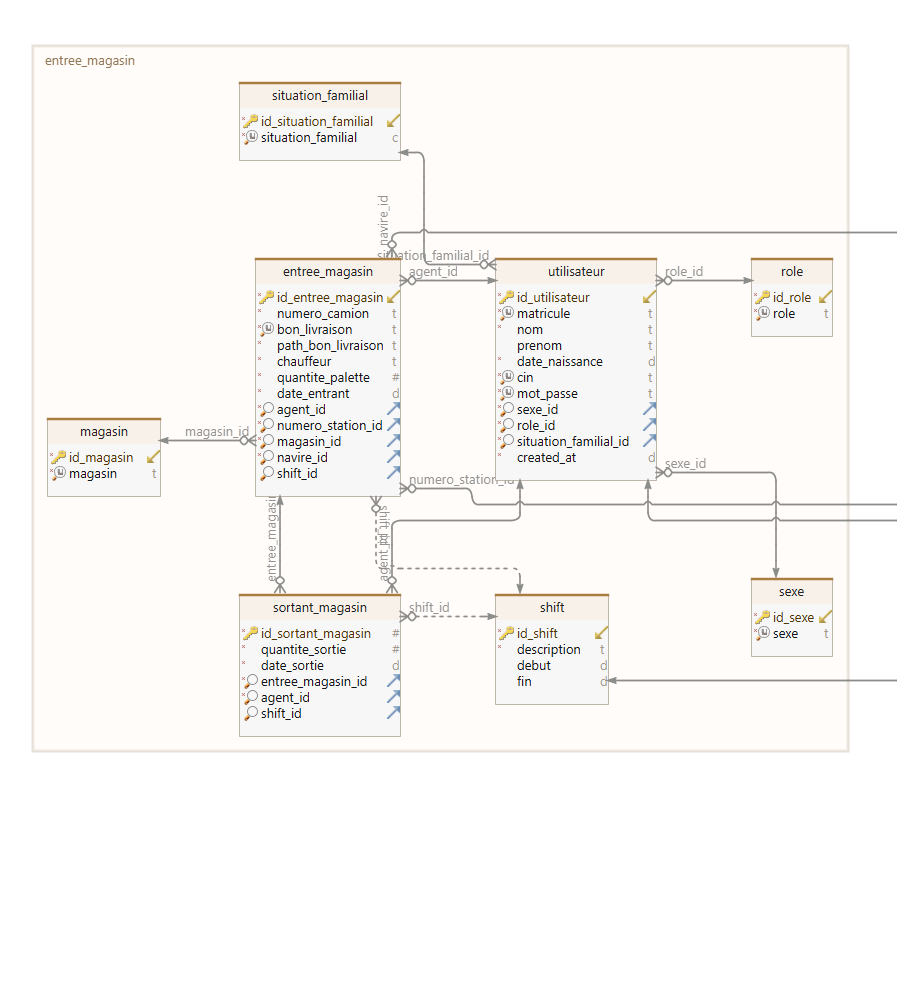 entree_magasin
situation_familial
id_situation_familial
situation_familial c
navire_id
situation_familial_id
entree_magasin
id_entree_magasin
numero_camion t
bon_livraison t
path_bon_livraison t
chauffeur t
quantite_palette #
date_entrant d
agent_id
numero_station_id
magasin_id
navire_id
shift_id
agent_id
utilisateur
id_utilisateur
matricule t
nom t
prenom t
date_naissance d
cin t
mot_passe t
sexe_id
role_id
situation_familial_id
created_at d
role_id
role
id_role
role t
magasin
id_magasin
magasin t
magasin_id
sexe_id
numero_station_id
entree_magasin
shift_id
agent_id
sortant_magasin
id_sortant_magasin #
quantite_sortie #
date_sortie d
entree_magasin_id
agent_id
shift_id
shift_id
shift
id_shift
description t
debut d
fin d
sexe
id_sexe
sexe t